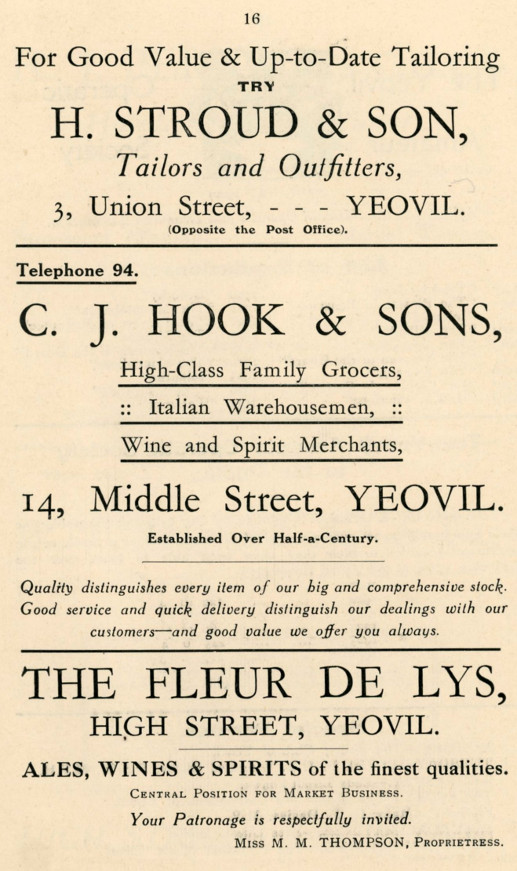 16
For Good Value & Up-to-Date Tailoring
TRY
H. STROUD & SON,
Tailors and Outfitters,
3, Union Street, - - - YEOVIL.
(Opposite the Post Office).
Telephone 94.
C. J. HOOK & SONS,
High-Class Family Grocers,
:: Italian Warehousemen, ::
Wine and Spirit Merchants,
14, Middle Street, YEOVIL.
Established Over Half-a-Century.
Quality distinguishes every item of our big and comprehensive stock.
Good service and quick delivery distinguish our dealings with our
customers—and good value we offer you always.
THE FLEUR DE LYS,
HIGH STREET, YEOVIL.
ALES, WINES & SPIRITS of the finest qualities.
CENTRAL POSITION FOR MARKET BUSINESS.
Your Patronage is respectfully invited.
MISS M. M. THOMPSON, PROPRIETRESS.